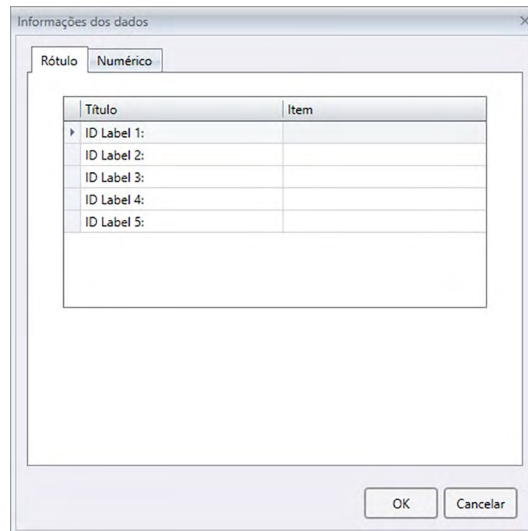 Informações dos dados
Rótulo Numérico
Título Item
ID Label 1:
ID Label 2:
ID Label 3:
ID Label 4:
ID Label 5:
OK Cancelar